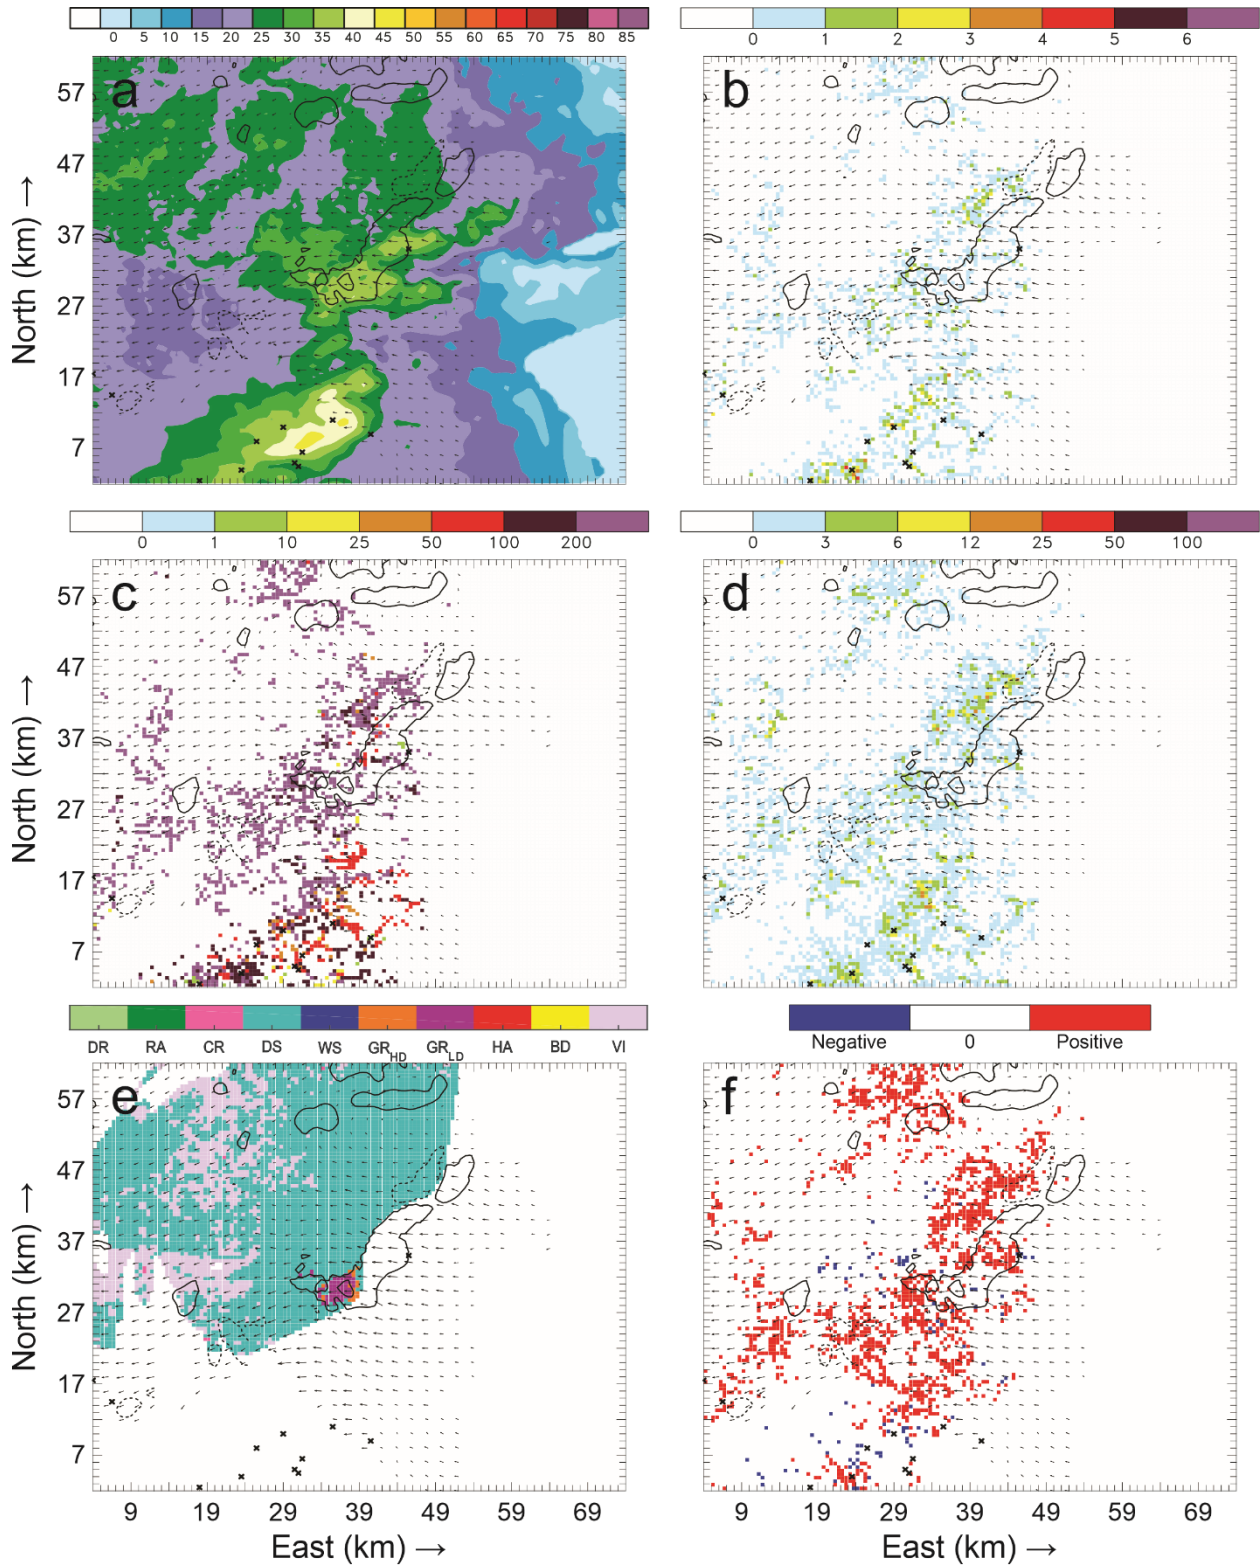 0 5 10 15 20 25 30 35 40 45 50 55 60 65 70 75 80 85
0 1 2 3 4 5 6
a
57
47
37
27
17
7
North (km) →
b
0 1 10 25 50 100 200
0 3 6 12 25 50 100
c
57
47
37
27
17
7
North (km) →
d
DR RA CR DS WS GR HD GR LD HA BD VI
Negative 0 Positive
e
57
47
37
27
17
7
North (km) →
f
9 19 29 39 49 59 69
East (km) →
9 19 29 39 49 59 69
East (km) →